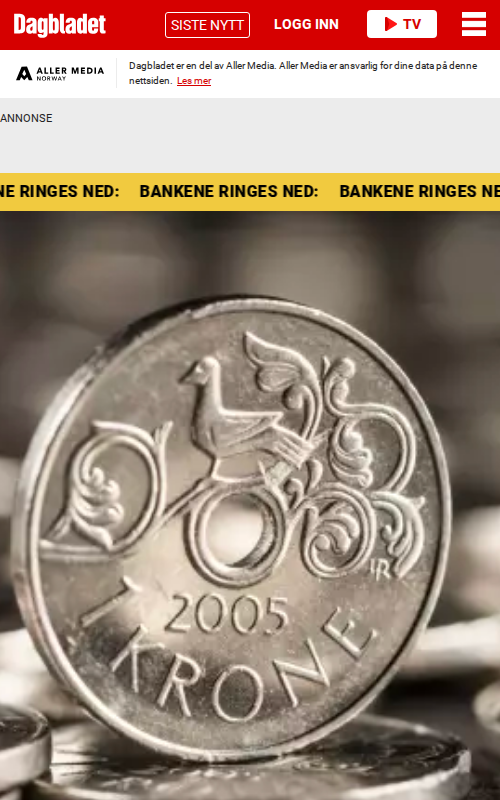 Dagbladet
SISTE NYTT
LOGG INN
TV
ALLER MEDIA
NORWAY
Dagbladet er en del av Aller Media. Aller Media er ansvarlig for dine data på denne
nettsiden. Les mer
ANNONSE
NE RINGES NED: BANKENE RINGES NED: BANKENE RINGES NE
IR
2005
1 KRONE